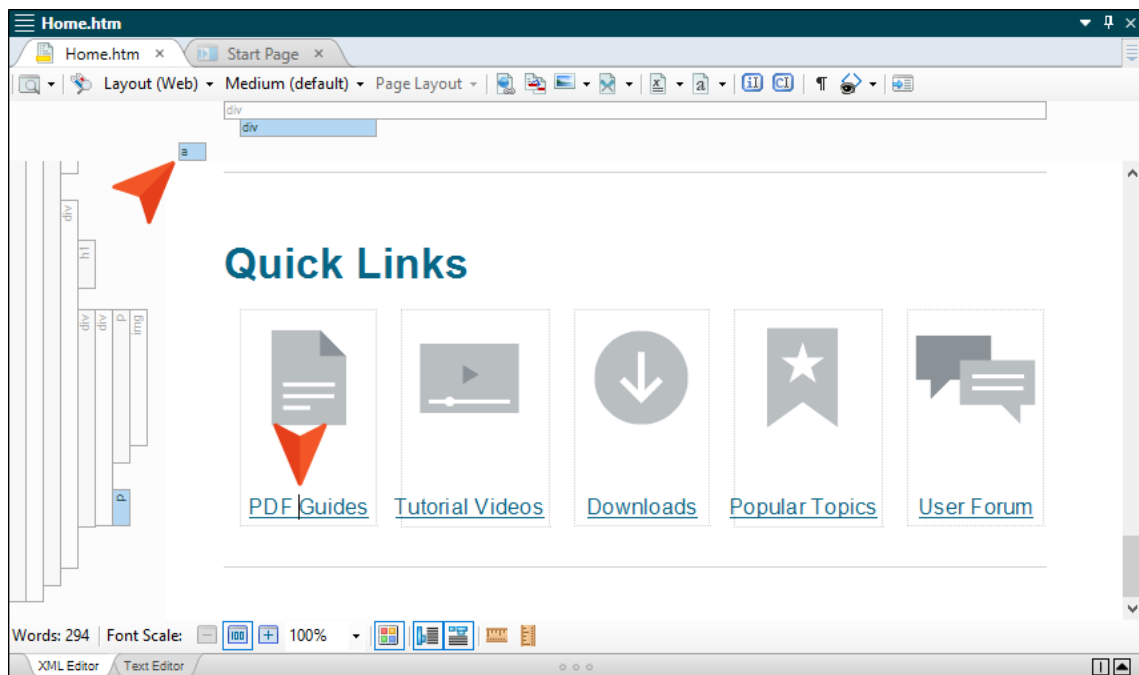 Home.htm
Home.htm × Start Page ×
Layout (Web) Medium (default) Page Layout
div
div
a
div
h1
div div p img
Quick Links
p
PDF Guides Tutorial Videos Downloads Popular Topics User Forum
Words: 294 Font Scale: 100%
XML Editor Text Editor